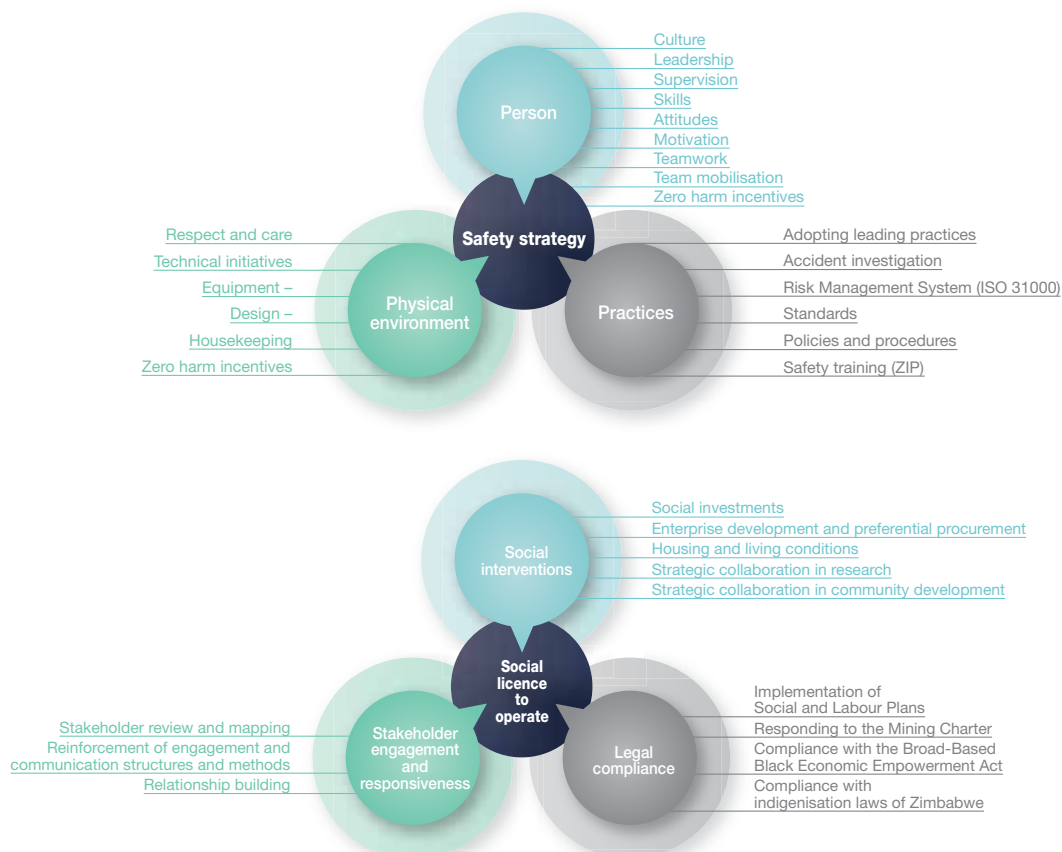 Culture
Leadership
Supervision
Skills
Attitudes
Motivation
Teamwork
Team mobilisation
Zero harm incentives
Person
Safety strategy
Respect and care
Technical initiatives
Equipment –
Design –
Housekeeping
Zero harm incentives
Physical
environment
Practices
Adopting leading practices
Accident investigation
Risk Management System (ISO 31000)
Standards
Policies and procedures
Safety training (ZIP)
Social
interventions
Social investments
Enterprise development and preferential procurement
Housing and living conditions
Strategic collaboration in research
Strategic collaboration in community development
Social
licence to
operate
Stakeholder review and mapping
Reinforcement of engagement and
communication structures and methods
Relationship building
Stakeholder
engagement
and
responsiveness
Legal
compliance
Implementation of
Social and Labour Plans
Responding to the Mining Charter
Compliance with the Broad-Based
Black Economic Empowerment Act
Compliance with
indigenisation laws of Zimbabwe